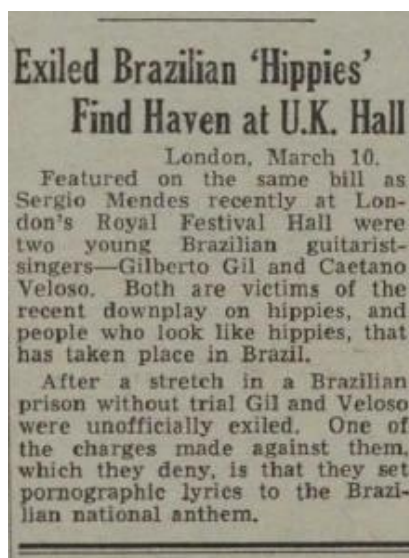 Exiled Brazilian 'Hippies'
Find Haven at U.K. Hall
London, March 10.
Featured on the same bill as
Sergio Mendes recently at Lon-
don's Royal Festival Hall were
two young Brazilian guitarist-
singers—Gilberto Gil and Caetano
Veloso. Both are victims of the
recent downplay on hippies, and
people who look like hippies, that
has taken place in Brazil.
After a stretch in a Brazilian
prison without trial Gil and Veloso
were unofficially exiled. One of
the charges made against them,
which they deny, is that they set
pornographic lyrics to the Brazi-
lian national anthem.